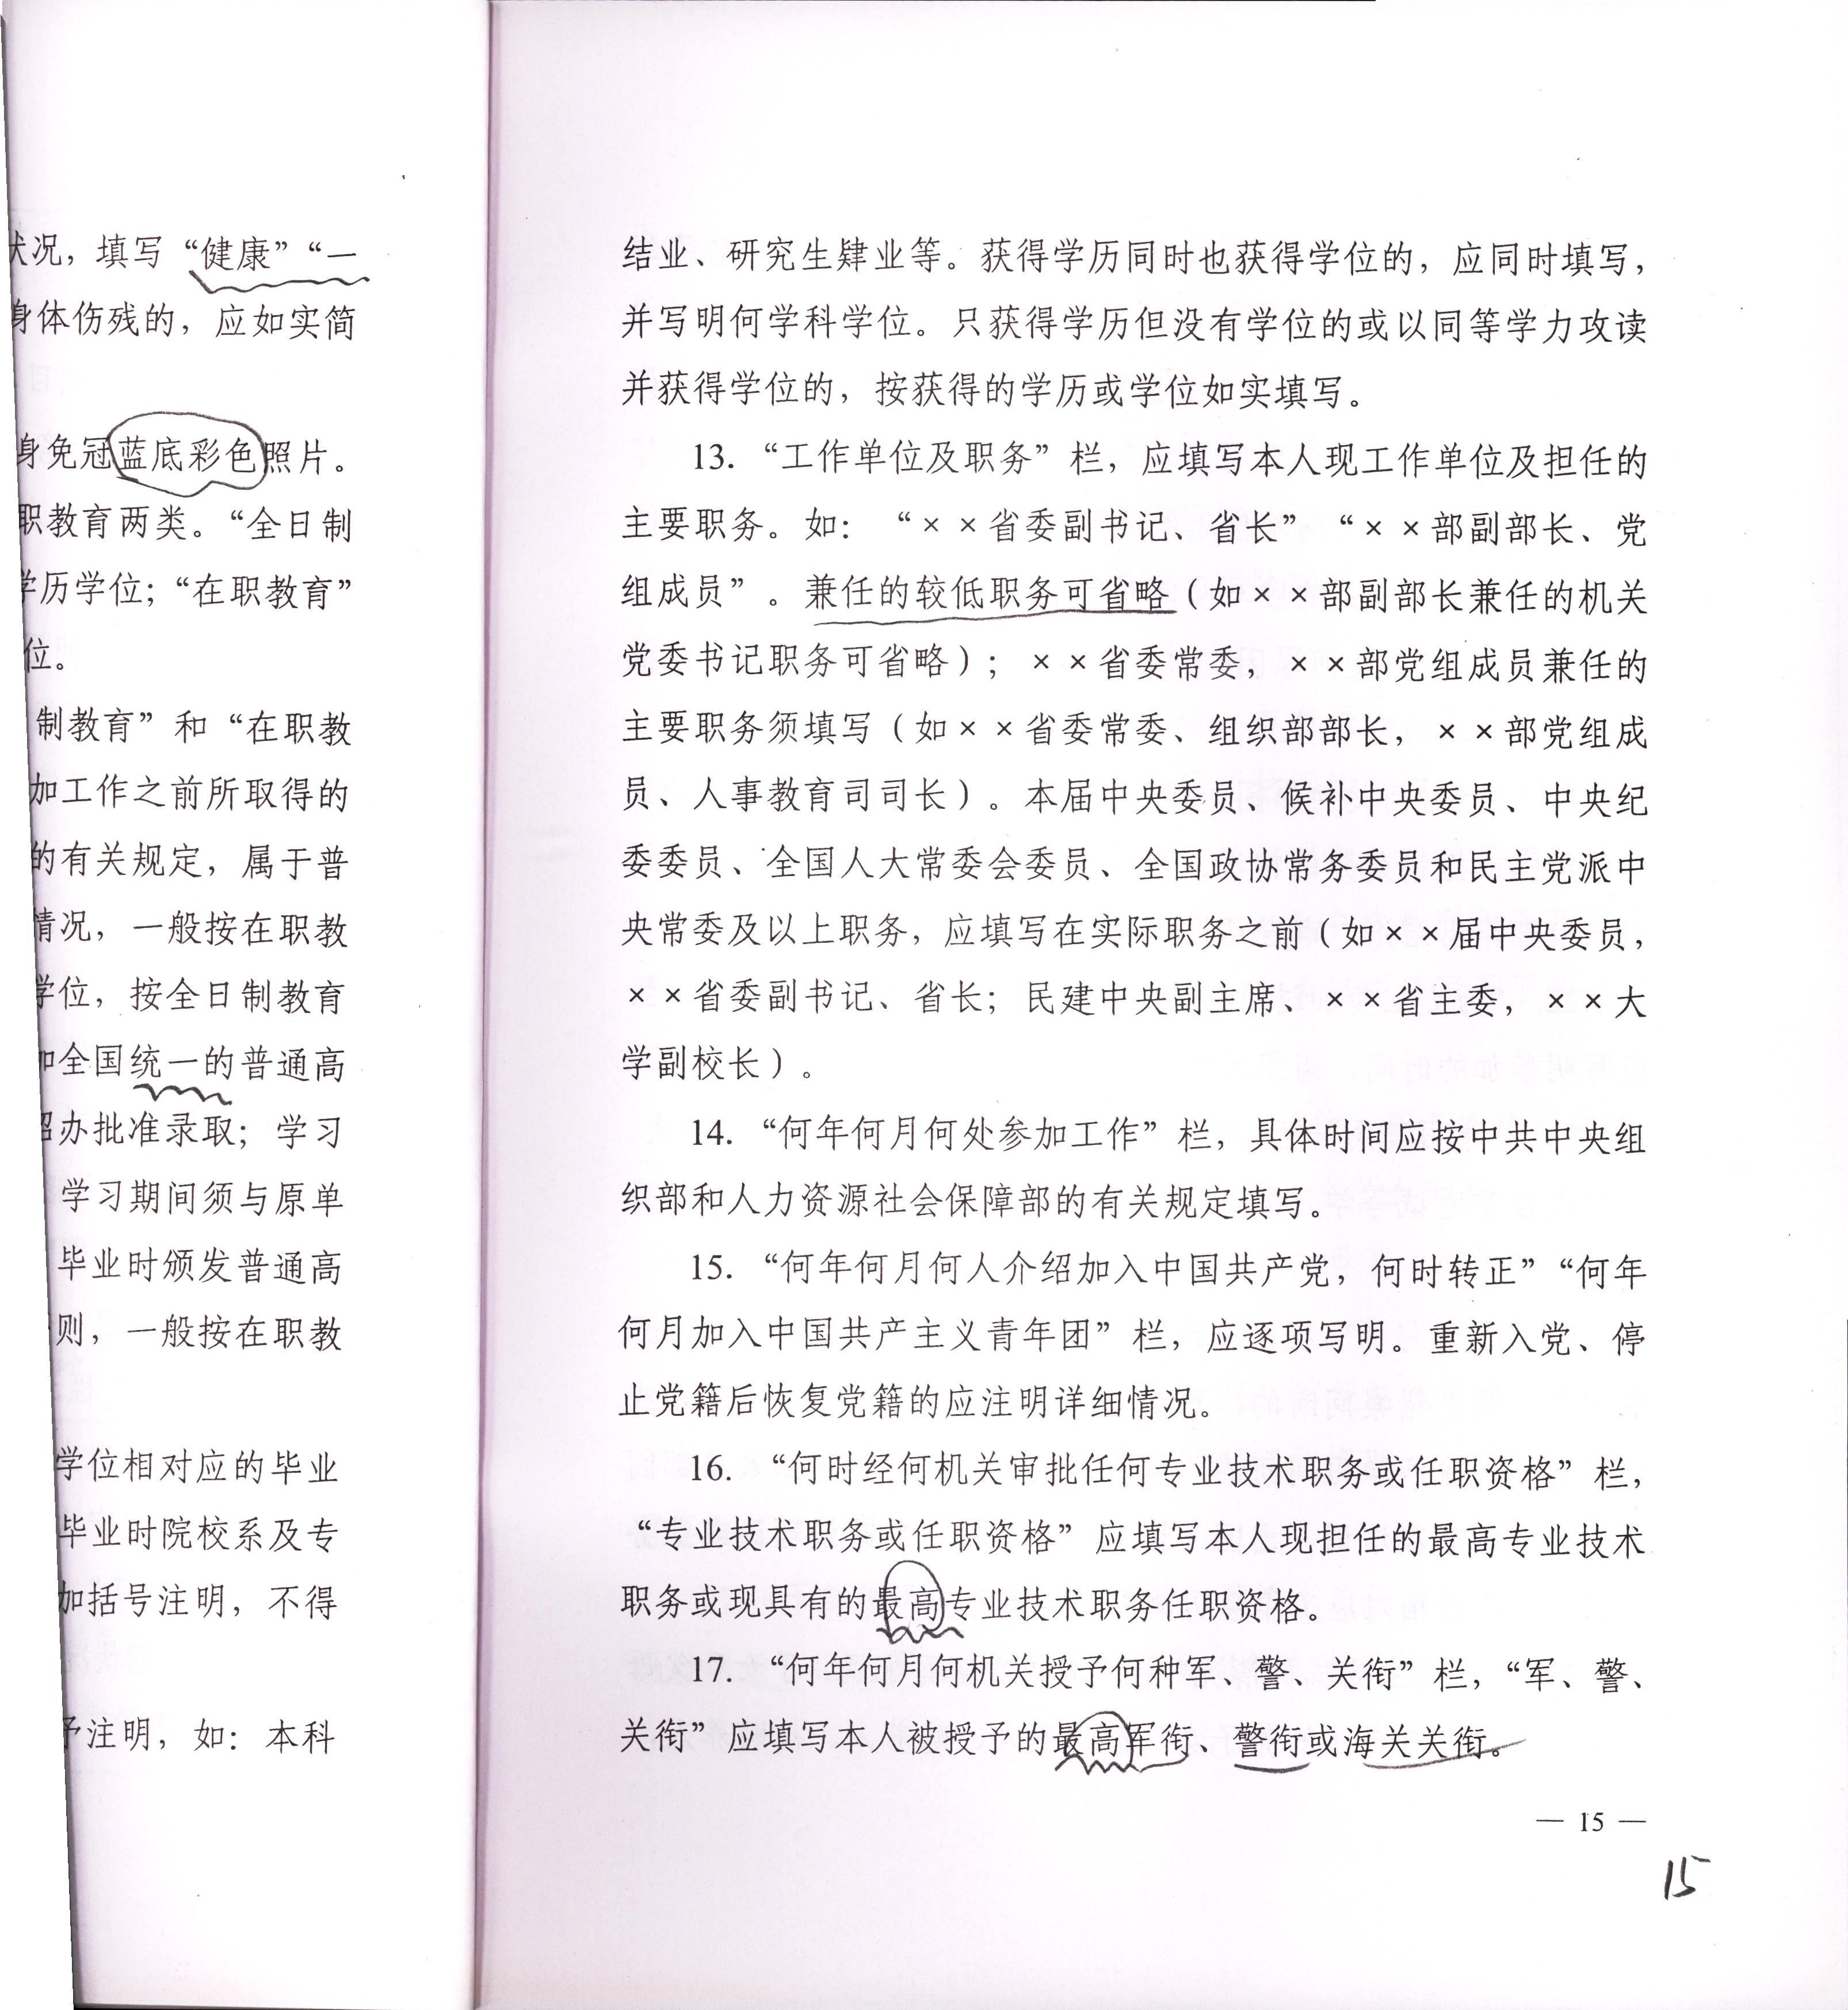 状况，填写“健康”“一
身体伤残的，应如实简
身免冠蓝底彩色照片。
职教育两类。“全日制
学历学位；“在职教育”
位。
制教育”和“在职教
加工作之前所取得的
的有关规定，属于普
情况，一般按在职教
学位，按全日制教育
加全国统一的普通高
招办批准录取；学习
学习期间须与原单
毕业时颁发普通高
则，一般按在职教
学位相对应的毕业
毕业时院校系及专
加括号注明，不得
予注明，如：本科
结业、研究生肄业等。获得学历同时也获得学位的，应同时填写，
并写明何学科学位。只获得学历但没有学位的或以同等学力攻读
并获得学位的，按获得的学历或学位如实填写。
13. “工作单位及职务”栏，应填写本人现工作单位及担任的
主要职务。如：“××省委副书记、省长”“××部副部长、党
组成员”。兼任的较低职务可省略（如××部副部长兼任的机关
党委书记职务可省略）；××省委常委，××部党组成员兼任的
主要职务须填写（如××省委常委、组织部部长，××部党组成
员、人事教育司司长）。本届中央委员、候补中央委员、中央纪
委委员、全国人大常委会委员、全国政协常务委员和民主党派中
央常委及以上职务，应填写在实际职务之前（如××届中央委员，
××省委副书记、省长；民建中央副主席、××省主委，××大
学副校长）。
14. “何年何月何处参加工作”栏，具体时间应按中共中央组
织部和人力资源社会保障部的有关规定填写。
15. “何年何月何人介绍加入中国共产党，何时转正”“何年
何月加入中国共产主义青年团”栏，应逐项写明。重新入党、停
止党籍后恢复党籍的应注明详细情况。
16. “何时经何机关审批任何专业技术职务或任职资格”栏，
“专业技术职务或任职资格”应填写本人现担任的最高专业技术
职务或现具有的最高专业技术职务任职资格。
17. “何年何月何机关授予何种军、警、关衔”栏，“军、警、
关衔”应填写本人被授予的最高军衔、警衔或海关关衔。
— 15 —
15